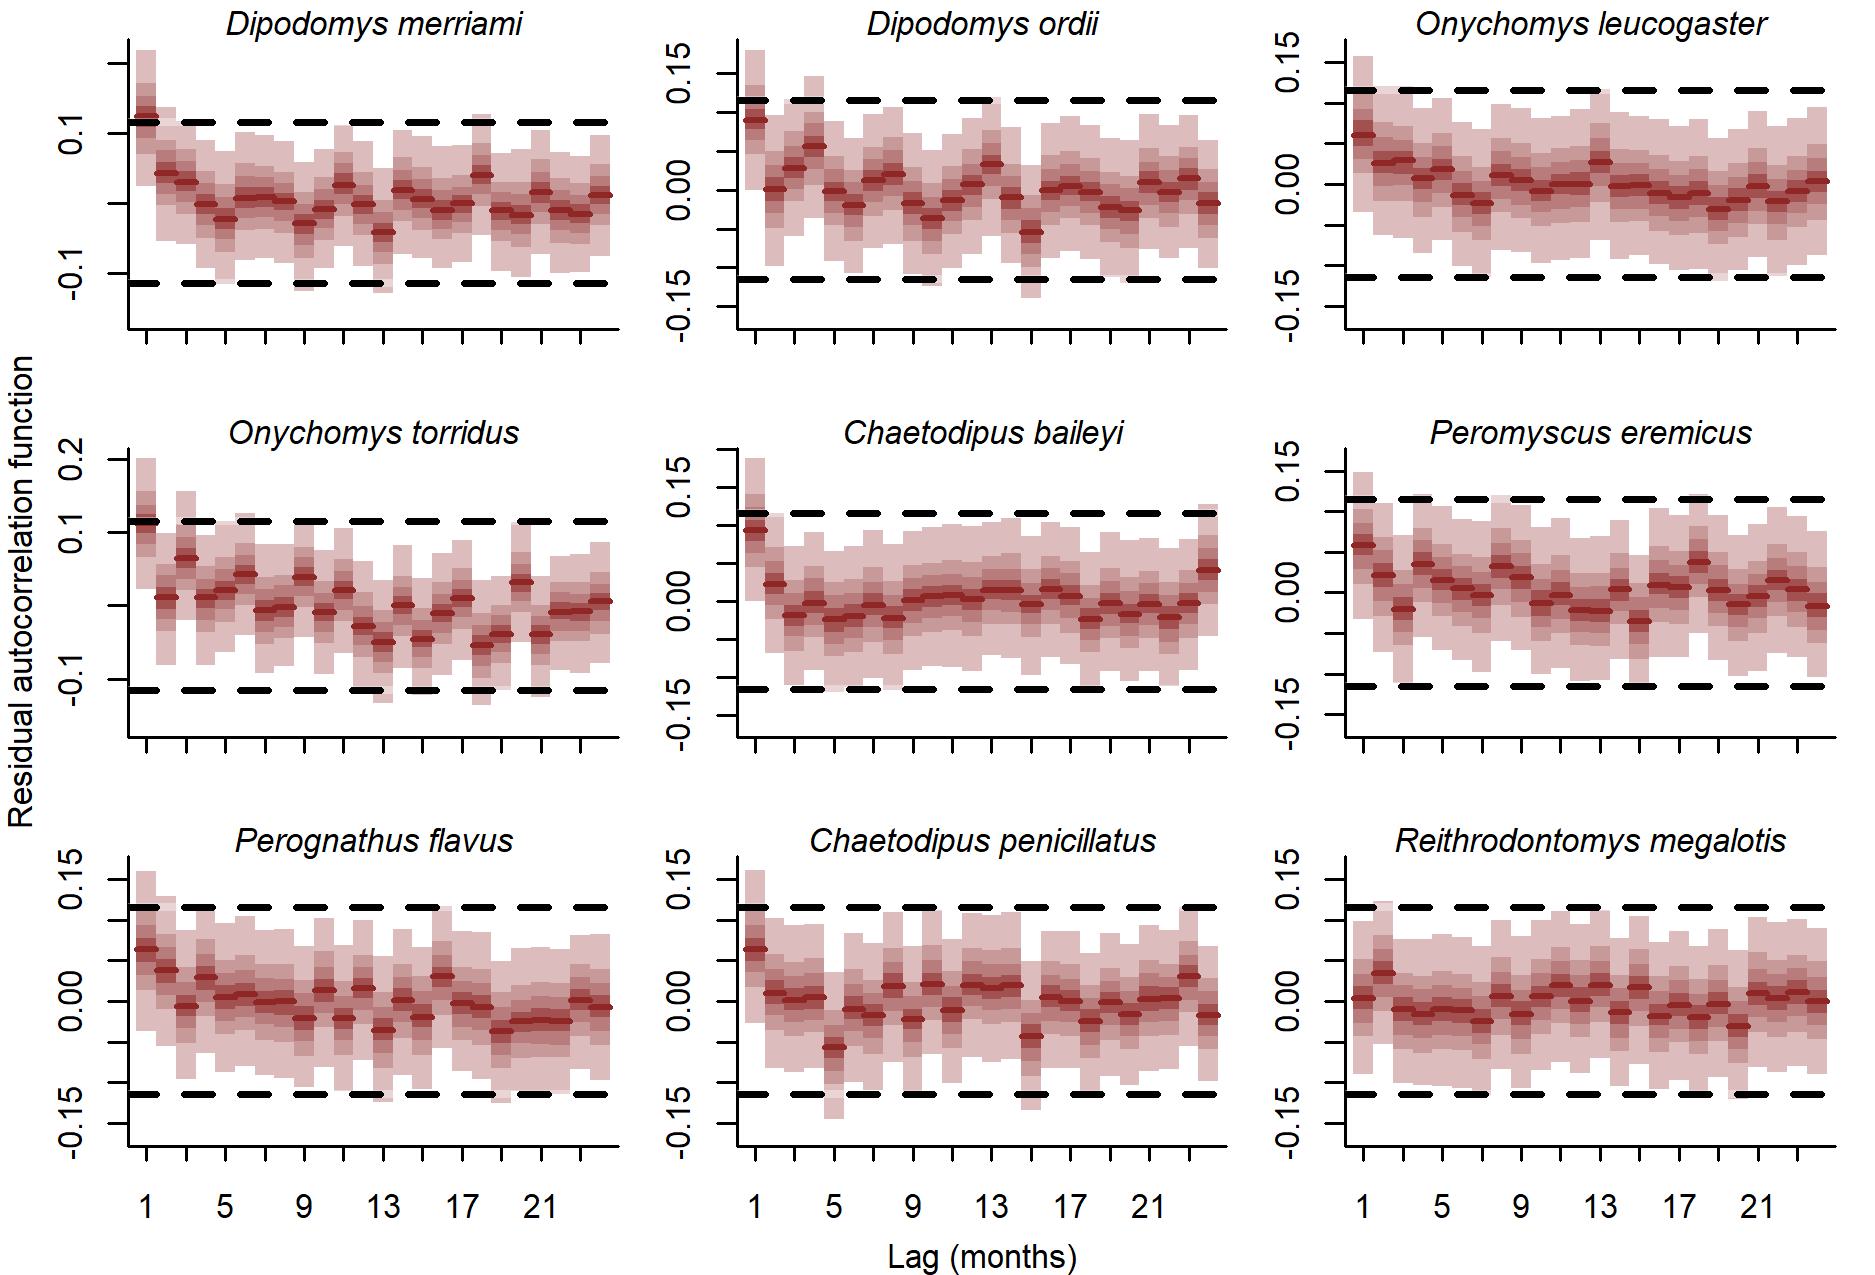 Dipodomys merriami
Dipodomys ordii
Onychomys leucogaster
0.1
-0.1
0.15
0.00
-0.15
0.15
0.00
-0.15
Residual autocorrelation function
Onychomys torridus
Chaetodipus baileyi
Peromyscus eremicus
0.2
0.1
-0.1
0.15
0.00
-0.15
0.15
0.00
-0.15
Perognathus flavus
Chaetodipus penicillatus
Reithrodontomys megalotis
0.15
0.00
-0.15
0.15
0.00
-0.15
0.15
0.00
-0.15
1 5 9 13 17 21
1 5 9 13 17 21
1 5 9 13 17 21
Lag (months)